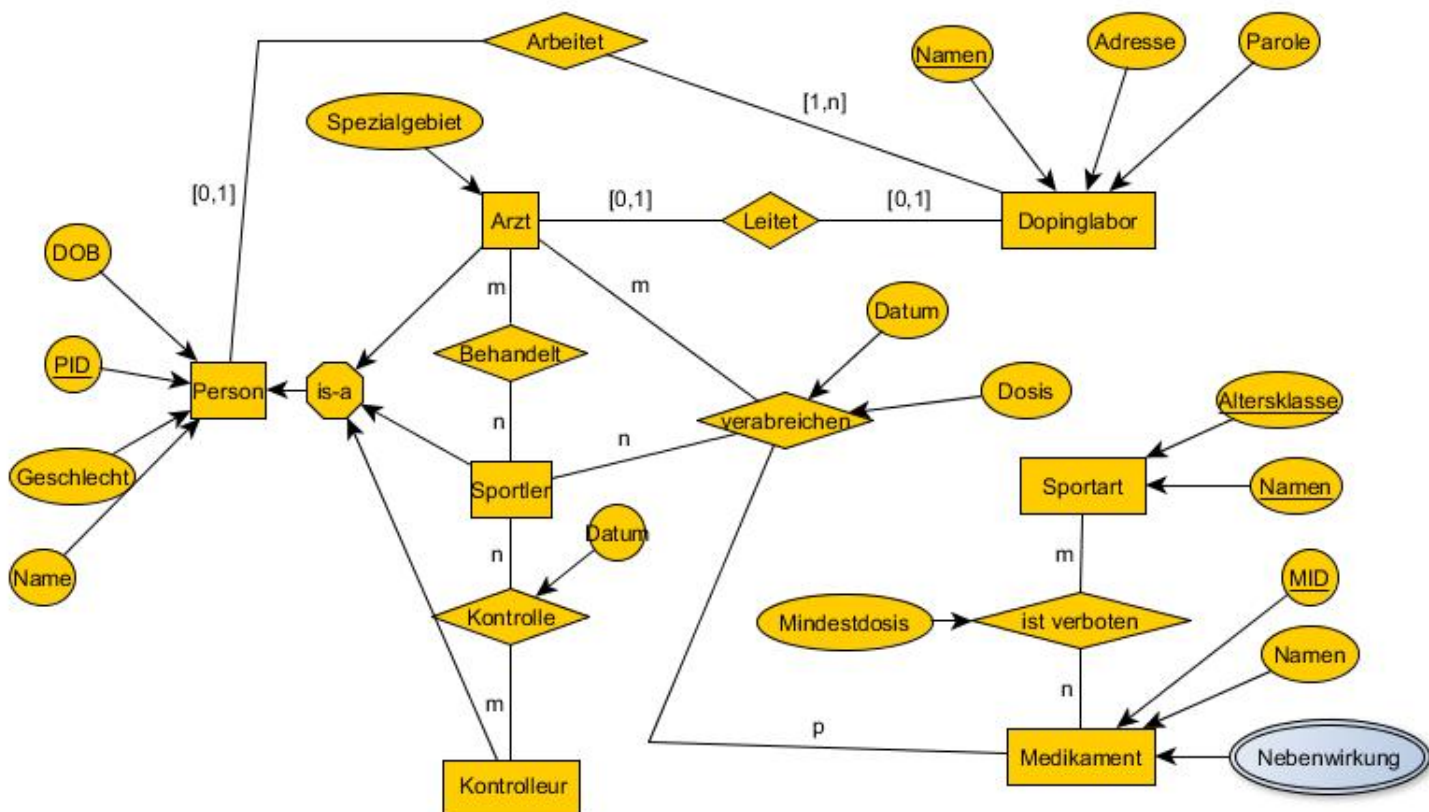 Arbeitet
Namen
Adresse
Parole
[1,n]
Spezialgebiet
[0,1]
Arzt
[0,1]
Leitet
[0,1]
Dopinglabor
DOB
m
m
Datum
PID
Behandelt
Person
is-a
Dosis
verabreichen
Altersklasse
n
n
Geschlecht
Sportler
Sportart
Namen
Datum
n
m
Name
MID
Kontrolle
Mindestdosis
ist verboten
Namen
n
m
p
Medikament
Nebenwirkung
Kontrolleur